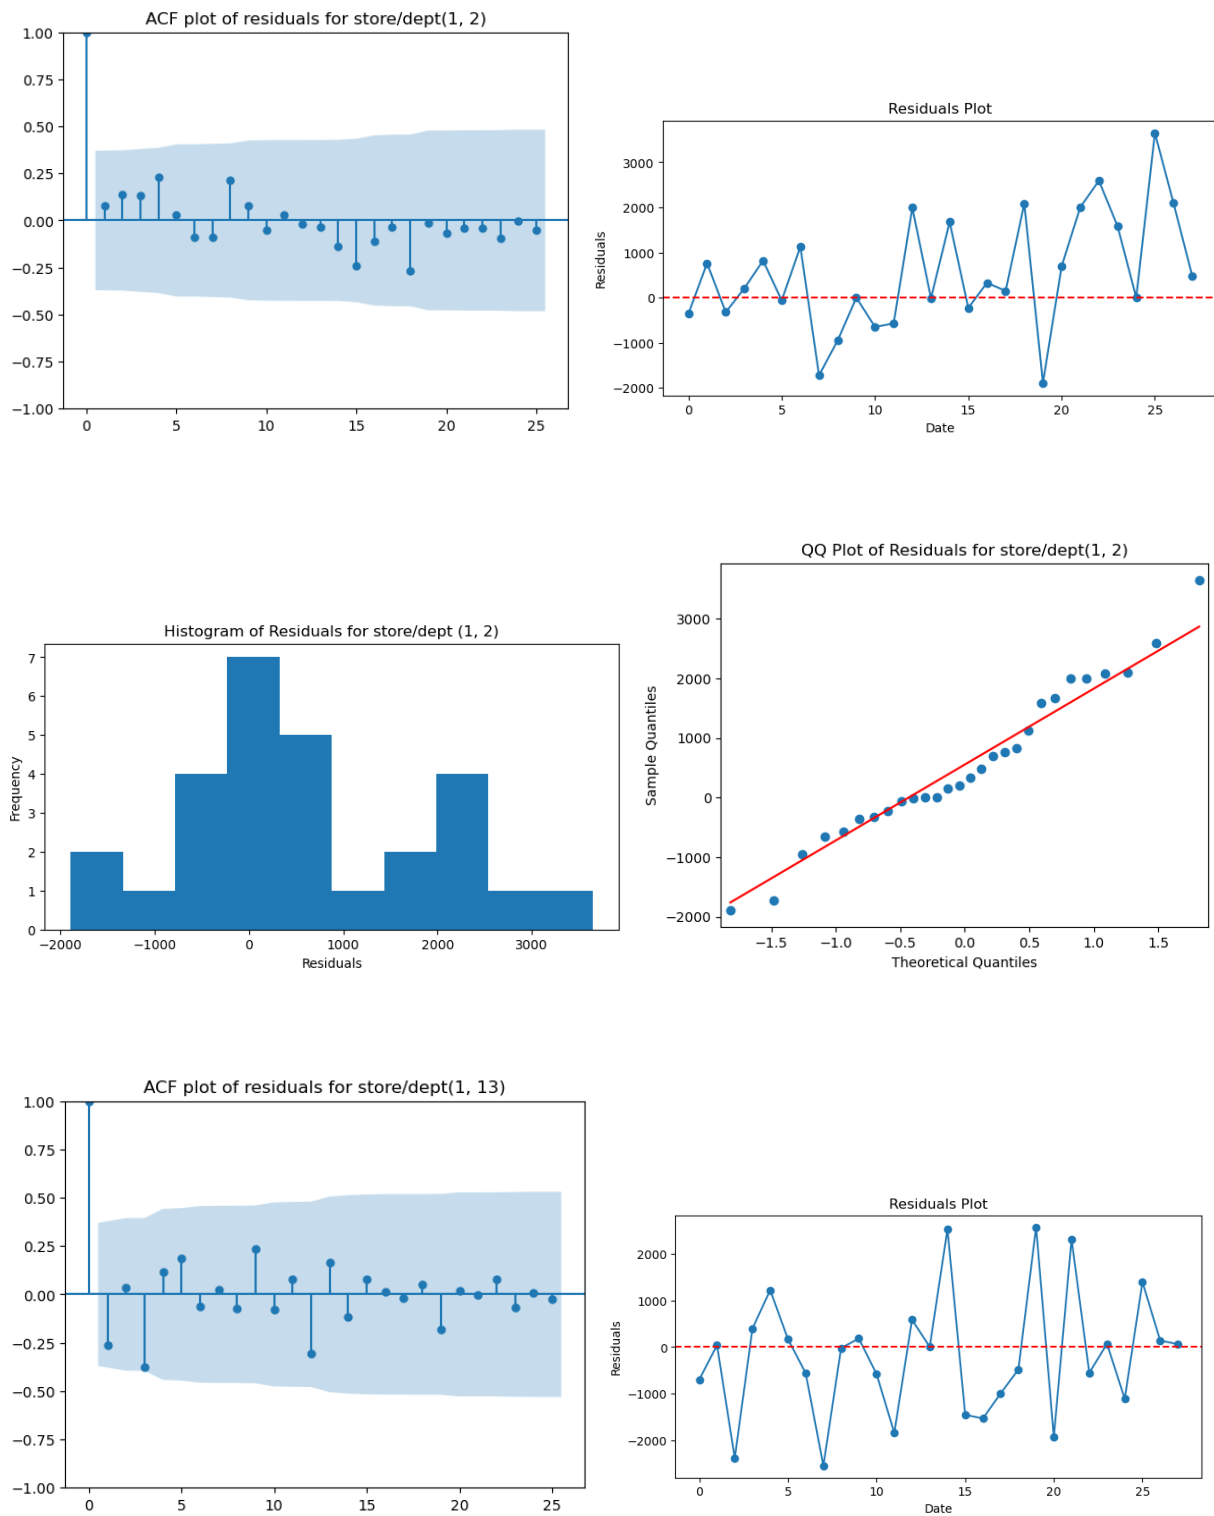 ACF plot of residuals for store/dept(1, 2)
1.00
0.75
0.50
0.25
0.00
−0.25
−0.50
−0.75
−1.00
0 5 10 15 20 25
Residuals Plot
Residuals
3000
2000
1000
0
−1000
−2000
0 5 10 15 20 25
Date
Histogram of Residuals for store/dept (1, 2)
Frequency
7
6
5
4
3
2
1
0
−2000 −1000 0 1000 2000 3000
Residuals
QQ Plot of Residuals for store/dept(1, 2)
Sample Quantiles
3000
2000
1000
0
−1000
−2000
−1.5 −1.0 −0.5 0.0 0.5 1.0 1.5
Theoretical Quantiles
ACF plot of residuals for store/dept(1, 13)
1.00
0.75
0.50
0.25
0.00
−0.25
−0.50
−0.75
−1.00
0 5 10 15 20 25
Residuals Plot
Residuals
2000
1000
0
−1000
−2000
0 5 10 15 20 25
Date